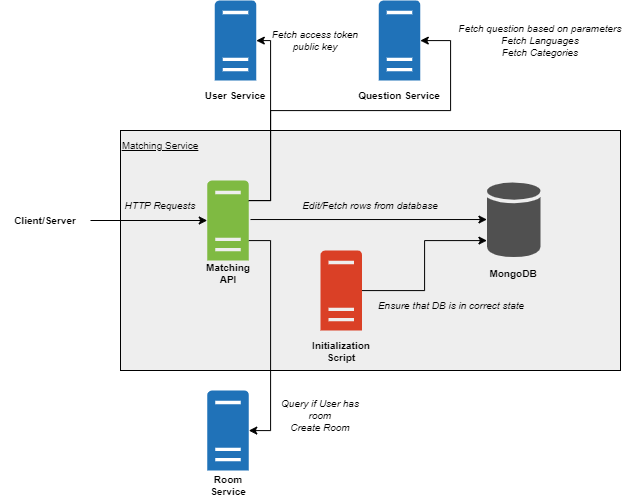 Fetch access token
public key
Fetch question based on parameters
Fetch Languages
Fetch Categories
User Service
Question Service
Matching Service
HTTP Requests
Edit/Fetch rows from database
Client/Server
Matching
API
MongoDB
Ensure that DB is in correct state
Initialization
Script
Query if User has
room
Create Room
Room
Service